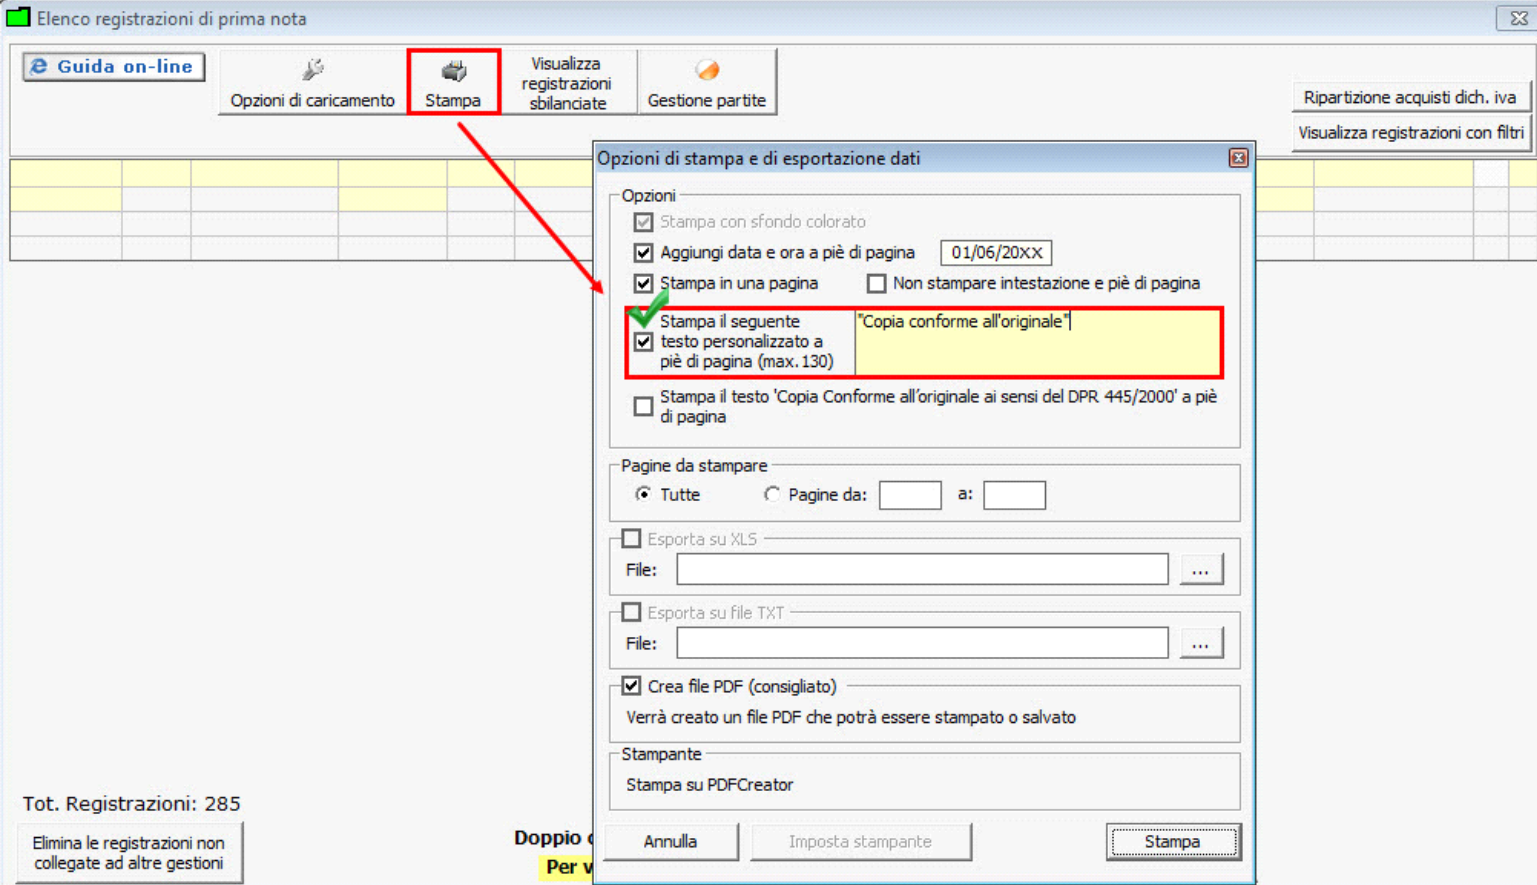 Elenco registrazioni di prima nota
Guida on-line
Opzioni di caricamento
Stampa
Visualizza
registrazioni
sbilanciate
Gestione partite
Ripartizione acquisti dich. iva
Visualizza registrazioni con filtri
Opzioni di stampa e di esportazione dati
Opzioni
Stampa con sfondo colorato
Aggiungi data e ora a piè di pagina 01/06/20XX
Stampa in una pagina Non stampare intestazione e piè di pagina
Stampa il seguente
testo personalizzato a
piè di pagina (max. 130)
"Copia conforme all'originale"
Stampa il testo 'Copia Conforme all’originale ai sensi del DPR 445/2000' a piè
di pagina
Pagine da stampare
Tutte Pagine da: a:
Esporta su XLS
File: ...
Esporta su file TXT
File: ...
Crea file PDF (consigliato)
Verrà creato un file PDF che potrà essere stampato o salvato
Stampante
Stampa su PDFCreator
Annulla Imposta stampante Stampa
Tot. Registrazioni: 285
Elimina le registrazioni non
collegate ad altre gestioni
Doppio
Per